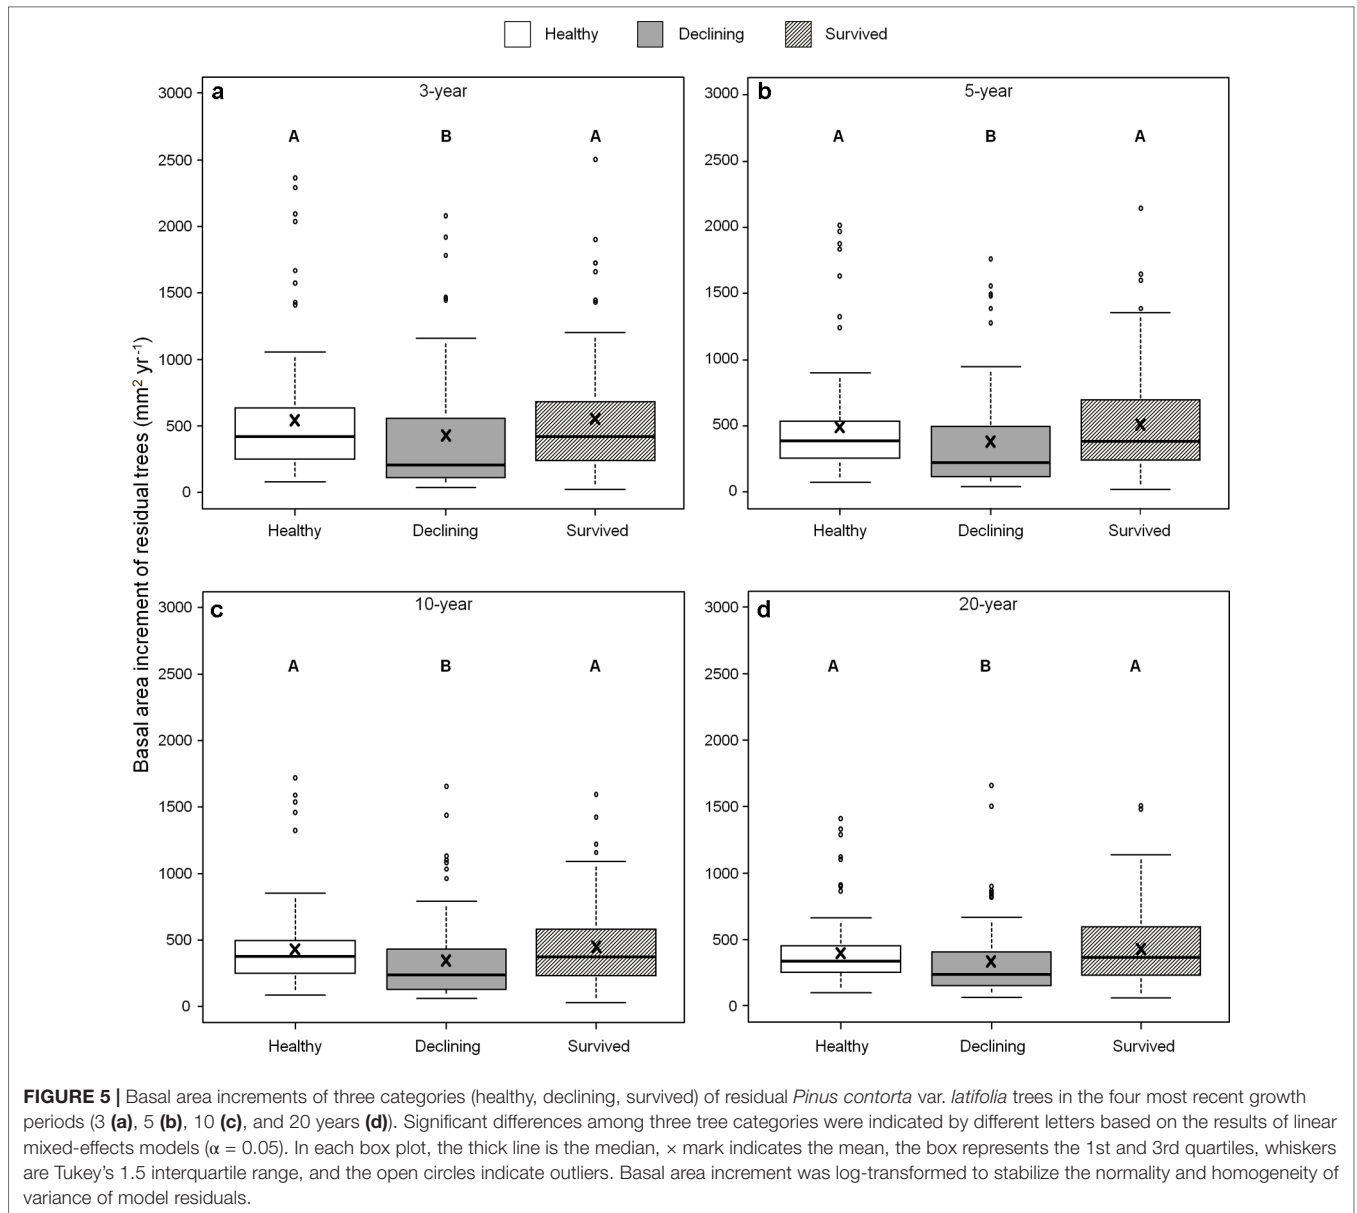 Healthy Declining Survived
Basal area increment of residual trees (mm² yr⁻¹)
a 3-year
3000
2500
2000
1500
1000
500
0
A B A
Healthy Declining Survived
b 5-year
3000
2500
2000
1500
1000
500
0
A B A
Healthy Declining Survived
c 10-year
3000
2500
2000
1500
1000
500
0
A B A
Healthy Declining Survived
d 20-year
3000
2500
2000
1500
1000
500
0
A B A
Healthy Declining Survived
FIGURE 5 | Basal area increments of three categories (healthy, declining, survived) of residual Pinus contorta var. latifolia trees in the four most recent growth
periods (3 (a), 5 (b), 10 (c), and 20 years (d)). Significant differences among three tree categories were indicated by different letters based on the results of linear
mixed-effects models (α = 0.05). In each box plot, the thick line is the median, × mark indicates the mean, the box represents the 1st and 3rd quartiles, whiskers
are Tukey's 1.5 interquartile range, and the open circles indicate outliers. Basal area increment was log-transformed to stabilize the normality and homogeneity of
variance of model residuals.